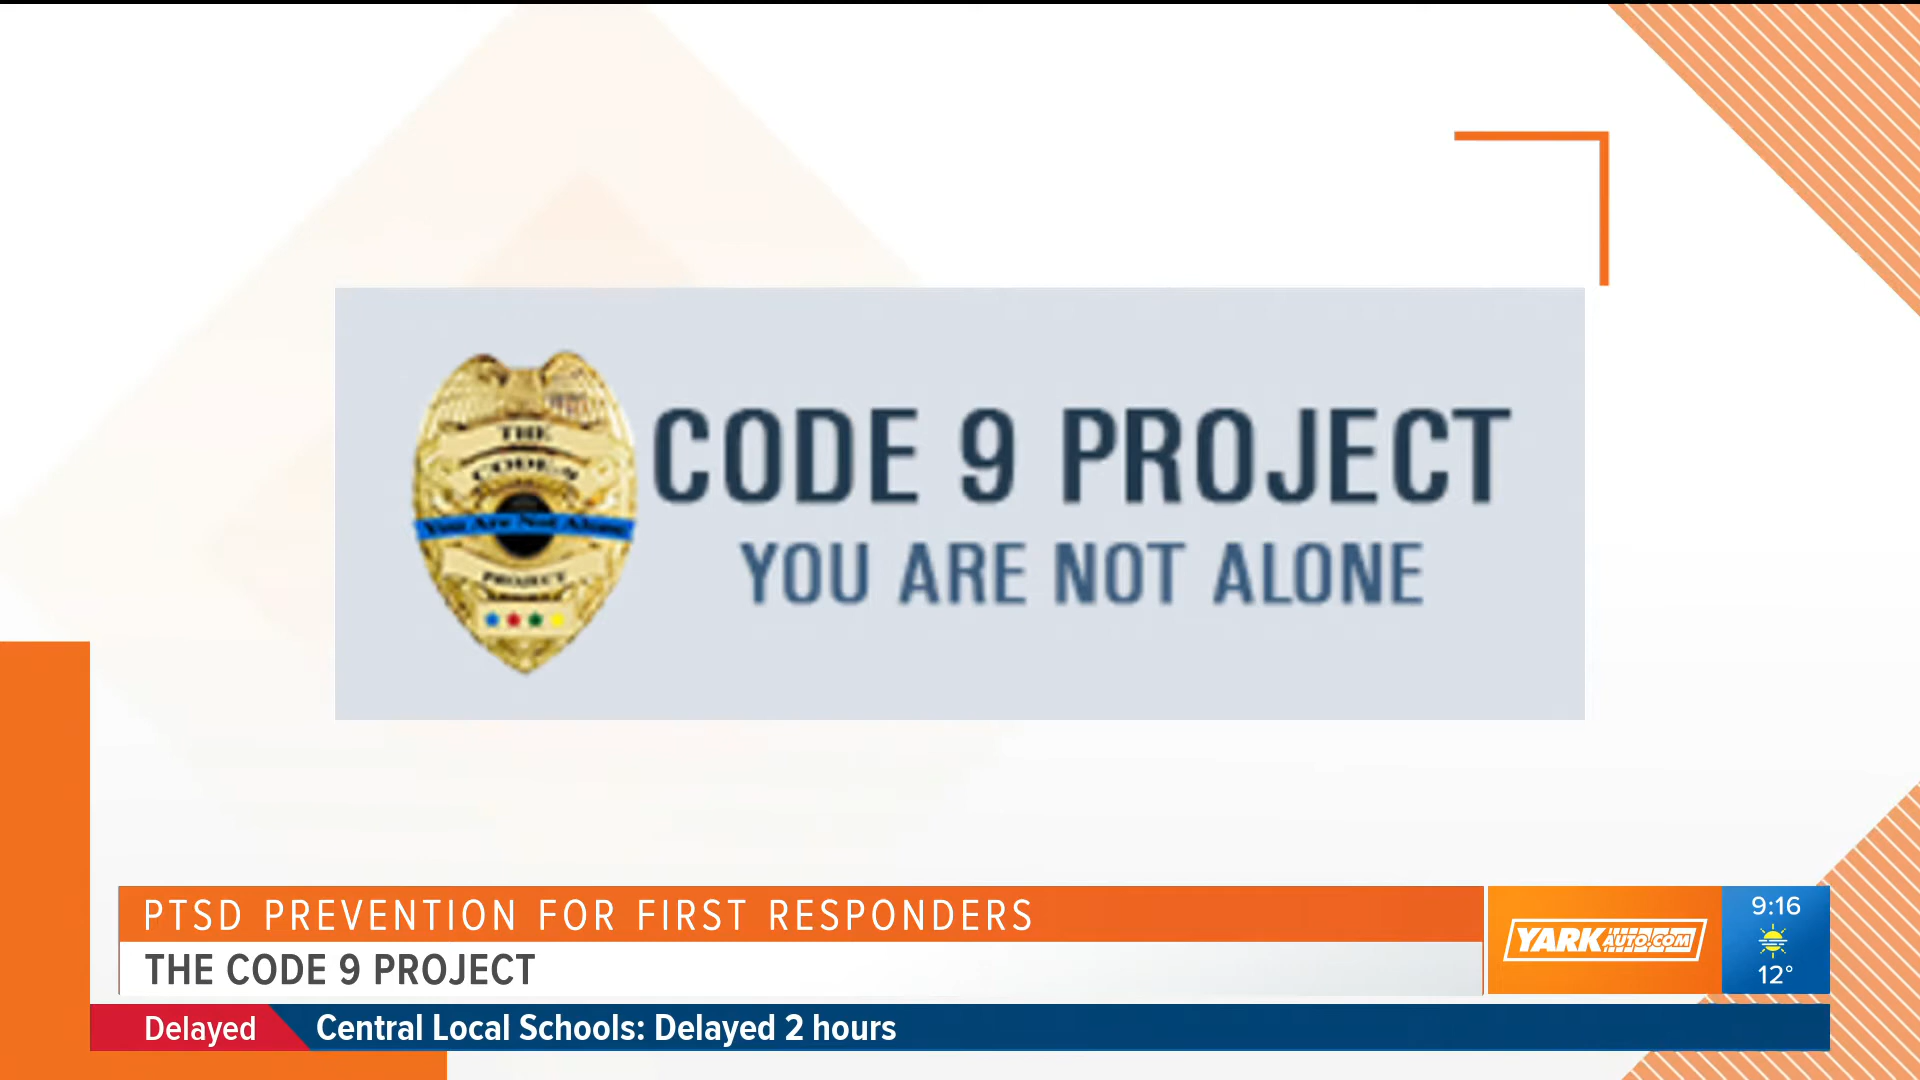 THE
CODE 9
You Are Not Alone
PROJECT
CODE 9 PROJECT
YOU ARE NOT ALONE
PTSD PREVENTION FOR FIRST RESPONDERS
THE CODE 9 PROJECT
YARKAUTO.COM
9:16
12°
Delayed
Central Local Schools: Delayed 2 hours